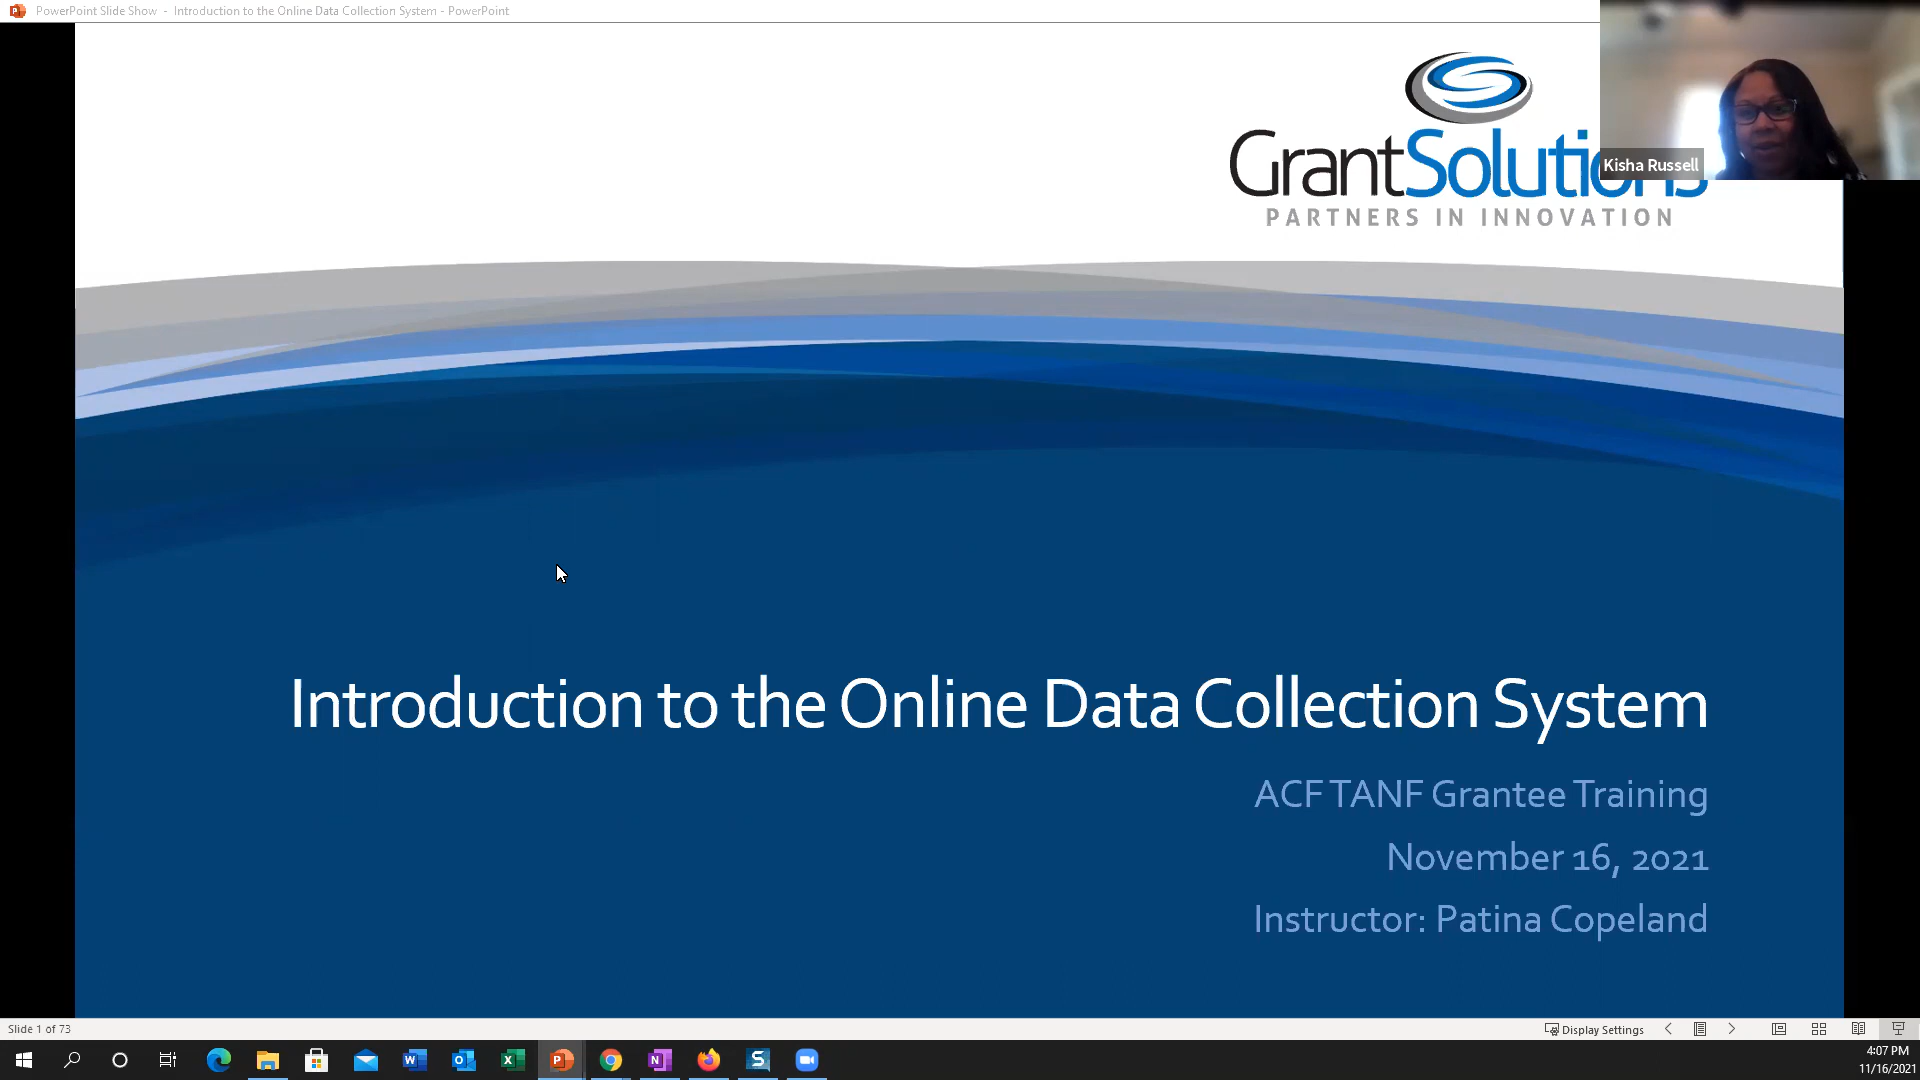 PowerPoint Slide Show - Introduction to the Online Data Collection System - PowerPoint
GrantSolutions
PARTNERS IN INNOVATION
Kisha Russell
Introduction to the Online Data Collection System
ACF TANF Grantee Training
November 16, 2021
Instructor: Patina Copeland
Slide 1 of 73
Display Settings
4:07 PM
11/16/2021